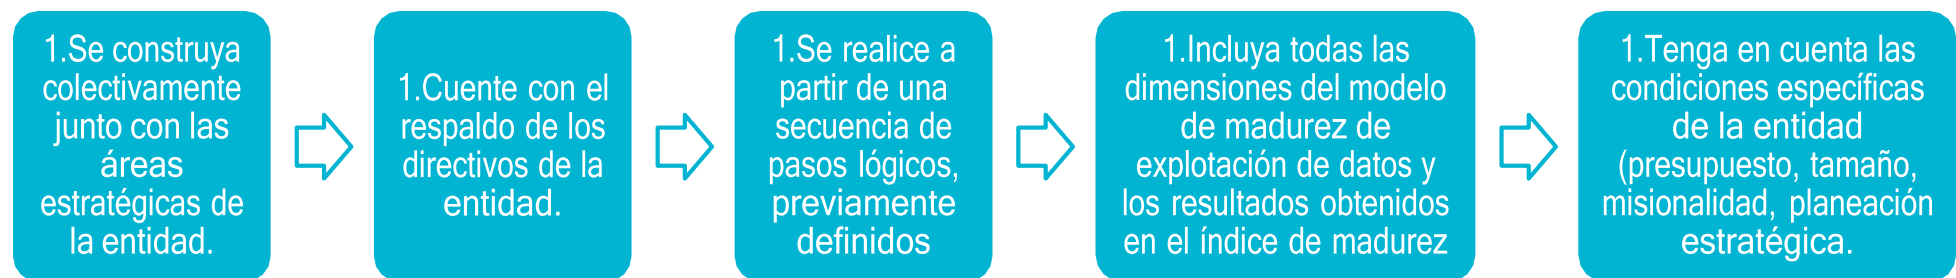 1.Se construya
colectivamente
junto con las
áreas
estratégicas de
la entidad.
1.Cuente con el
respaldo de los
directivos de la
entidad.
1.Se realice a
partir de una
secuencia de
pasos lógicos,
previamente
definidos
1.Incluya todas las
dimensiones del modelo
de madurez de
explotación de datos y
los resultados obtenidos
en el índice de madurez
1.Tenga en cuenta las
condiciones específicas
de la entidad
(presupuesto, tamaño,
misionalidad, planeación
estratégica.